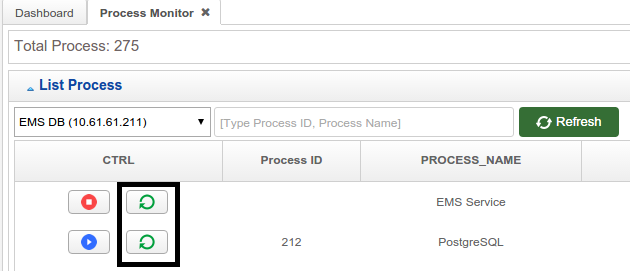 Dashboard Process Monitor ✖
Total Process: 275
List Process
EMS DB (10.61.61.211) [Type Process ID, Process Name] Refresh
CTRL Process ID PROCESS_NAME
EMS Service
212 PostgreSQL